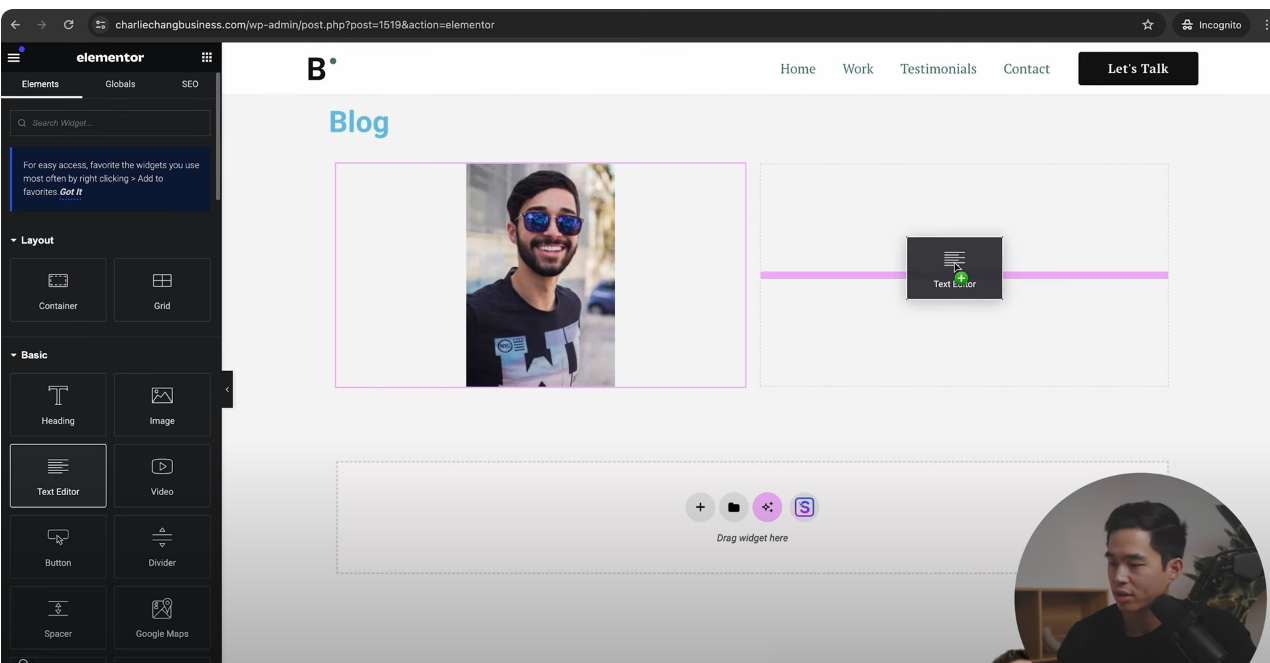 charliechangbusiness.com/wp-admin/post.php?post=1519&action=elementor
Incognito
elementor
Elements
Globals
SEO
Search Widget...
For easy access, favorite the widgets you use
most often by right clicking > Add to
favorites. Got It
Layout
Container
Grid
Basic
Heading
Image
Text Editor
Video
Button
Divider
Spacer
Google Maps
B
Home
Work
Testimonials
Contact
Let's Talk
Blog
Text Editor
S
Drag widget here